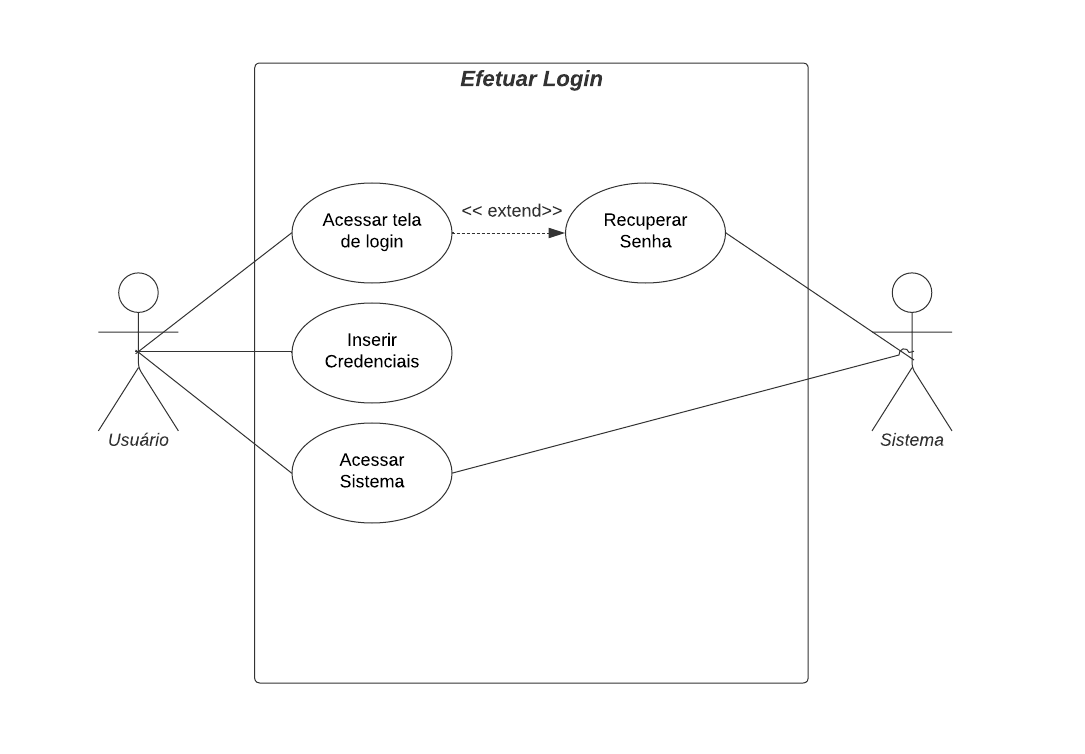 Efetuar Login
Acessar tela
de login
<< extend>>
Recuperar
Senha
Inserir
Credenciais
Acessar
Sistema
Usuário
Sistema